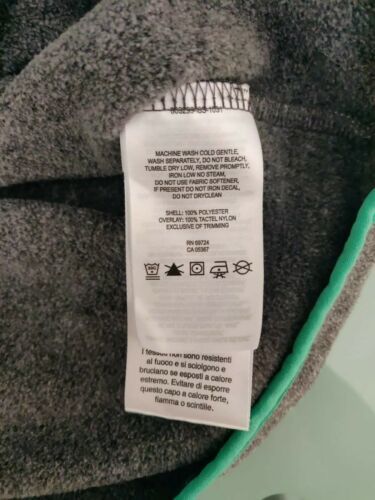 MACHINE WASH COLD GENTLE,
WASH SEPARATELY, DO NOT BLEACH,
TUMBLE DRY LOW, REMOVE PROMPTLY,
IRON LOW NO STEAM,
DO NOT USE FABRIC SOFTENER,
IF PRESENT DO NOT IRON DECAL,
DO NOT DRYCLEAN
SHELL: 100% POLYESTER
OVERLAY: 100% TACTEL NYLON
EXCLUSIVE OF TRIMMING
RN 69724
CA 05367
I tessuti non sono resistenti
al fuoco e si sciolgono e
bruciano se esposti a calore
estremo. Evitare di esporre
questo capo a calore forte,
fiamma o scintille.